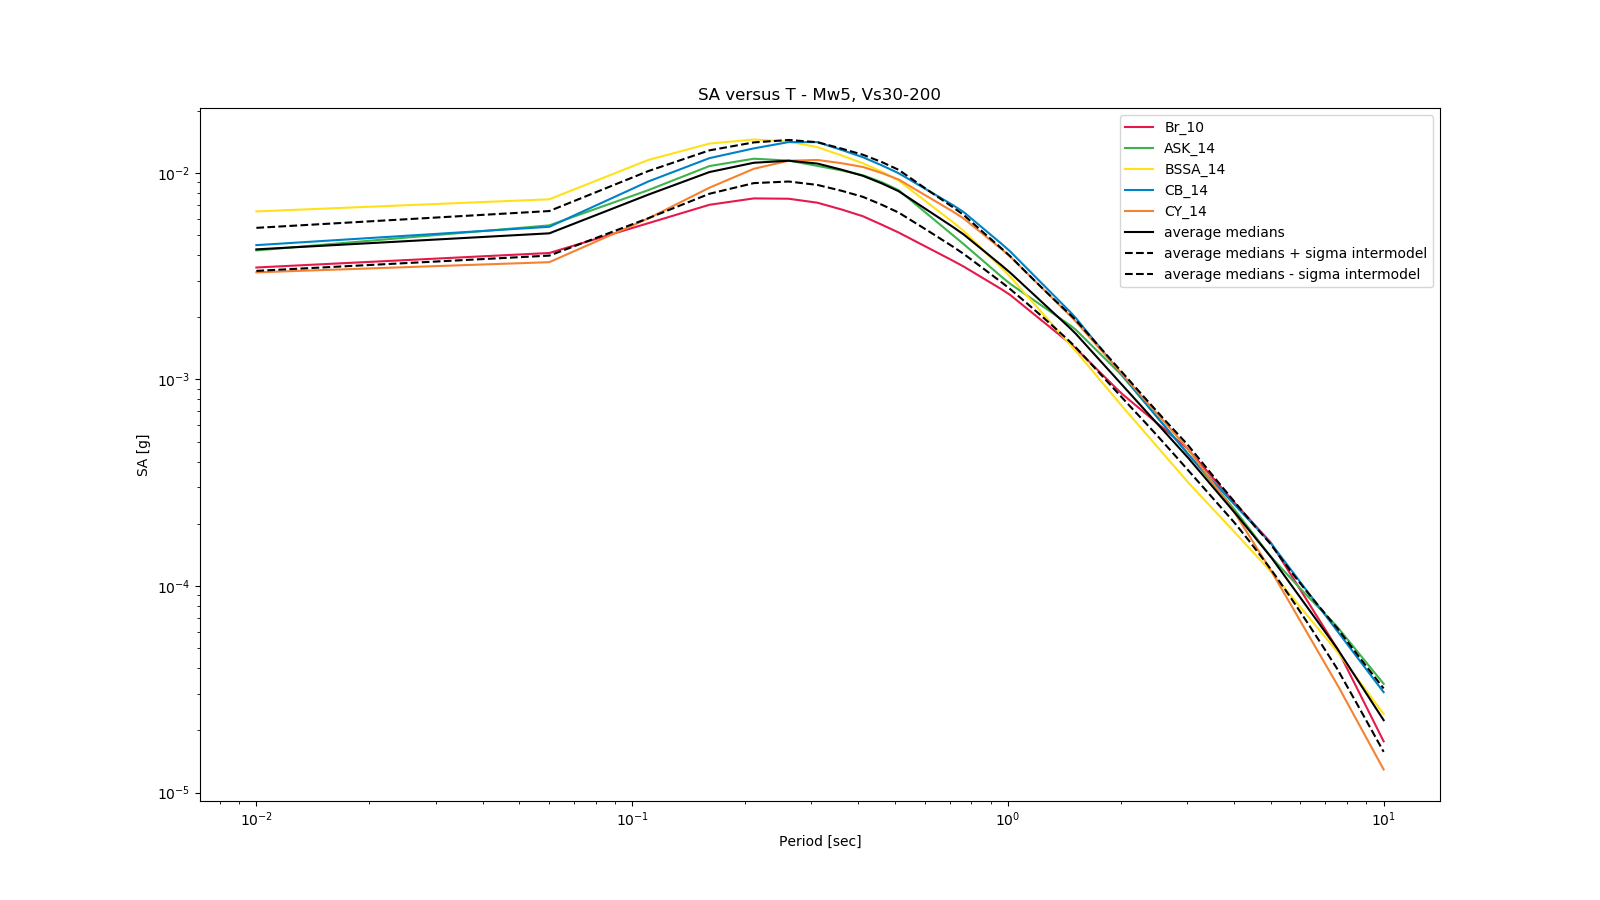 SA versus T - Mw5, Vs30-200
Br_10
ASK_14
BSSA_14
CB_14
CY_14
average medians
average medians + sigma intermodel
average medians - sigma intermodel
SA [g]
10⁻²
10⁻³
10⁻⁴
10⁻⁵
10⁻² 10⁻¹ 10⁰ 10¹
Period [sec]